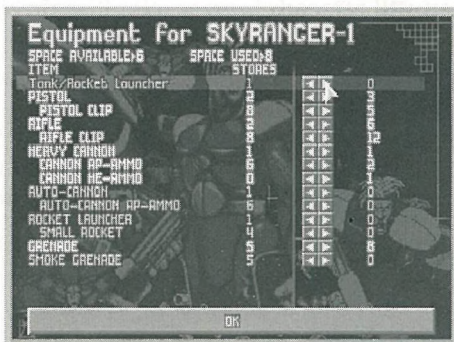 Equipment for SKYRANGER-1
SPACE AVAILABLE>6 SPACE USED>8
ITEM STORES
Tank/Rocket Launcher 1 0
PISTOL 2 3
PISTOL CLIP 8 5
RIFLE 2 6
RIFLE CLIP 8 12
HEAVY CANNON 1 1
CANNON AP-AMMO 6 2
CANNON HE-AMMO 0 1
AUTO-CANNON 1 0
AUTO-CANNON AP-AMMO 6 0
ROCKET LAUNCHER 1 0
SMALL ROCKET 4 0
GRENADE 5 8
SMOKE GRENADE 5 0
OK